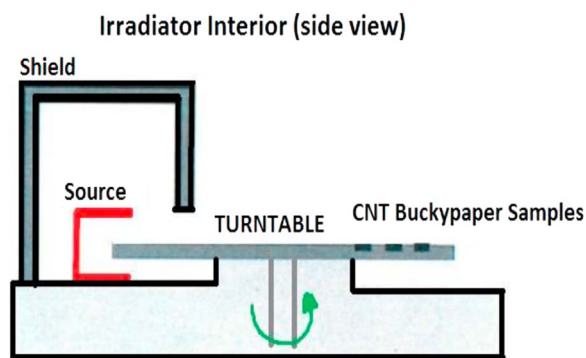 Irradiator Interior (side view)
Shield
Source
TURNTABLE
CNT Buckypaper Samples